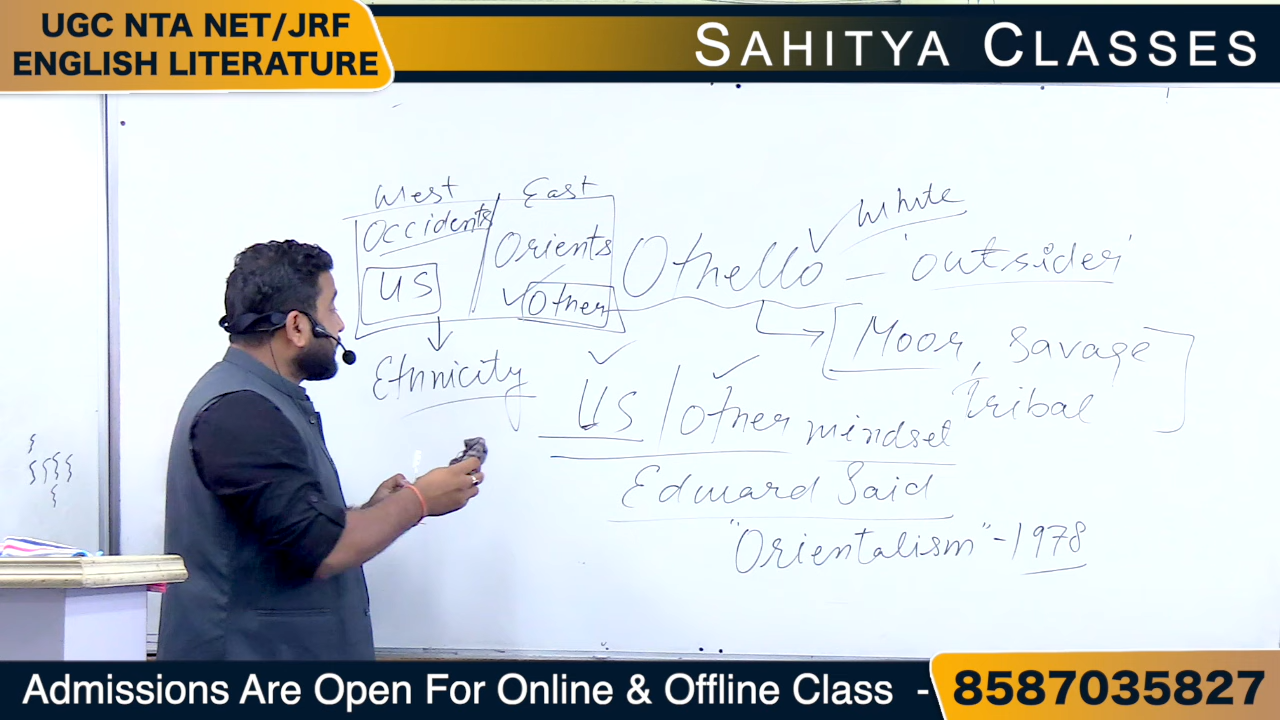 UGC NTA NET/JRF
ENGLISH LITERATURE
SAHITYA CLASSES
West East
Occidents Orients
US Other
Ethnicity
White
Othello - 'outsider'
Moor, Savage
Tribal
US / other mindset
Edward Said
"Orientalism" - 1978
Admissions Are Open For Online & Offline Class - 8587035827